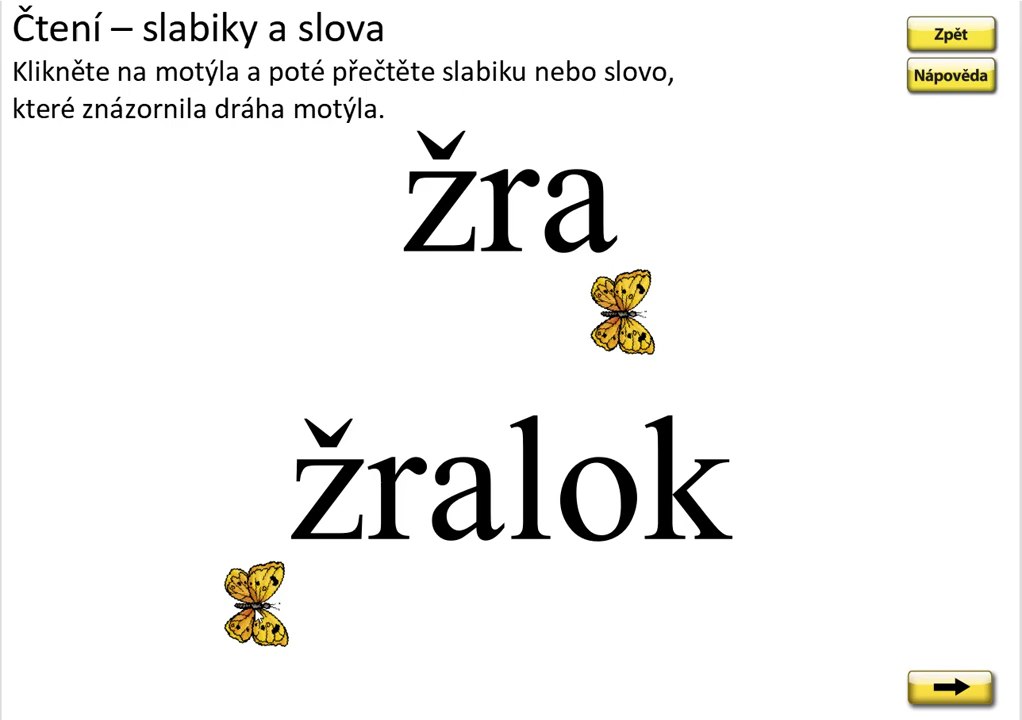 Čtení – slabiky a slova
Zpět
Klikněte na motýla a poté přečtěte slabiku nebo slovo,
Nápověda
které znázornila dráha motýla.
žra
žralok